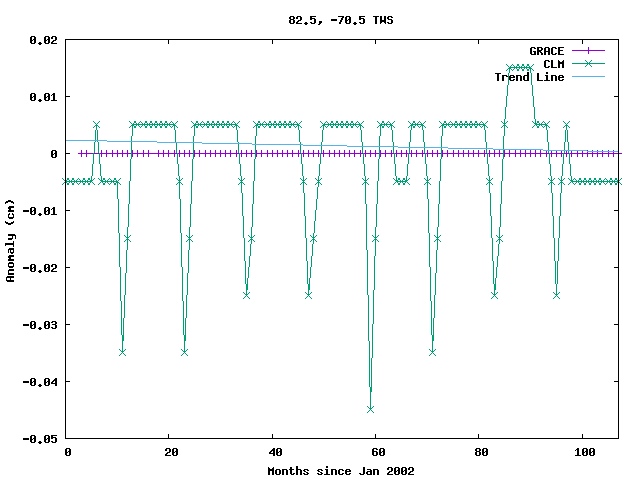 82.5, -70.5 TWS
0.02
GRACE
CLM
Trend Line
0.01
0
-0.01
-0.02
-0.03
-0.04
-0.05
Anomaly (cm)
0 20 40 60 80 100
Months since Jan 2002